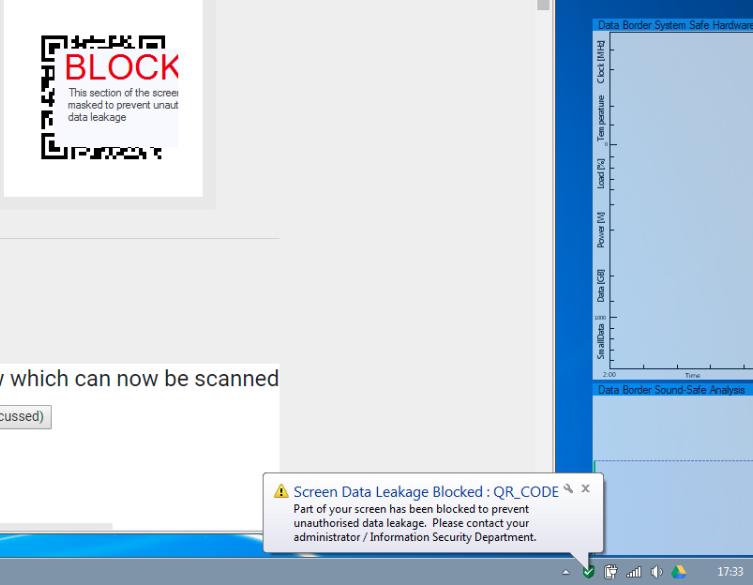 BLOCK
This section of the screen
masked to prevent unaut
data leakage
which can now be scanned
cussed)
Data Border System Safe Hardware
Clock [MHz]
Temperature
0
Load [%]
Power [W]
Data [GB]
1000
SmallData
2:00
Time
Data Border Sound-Safe Analysis
Screen Data Leakage Blocked : QR_CODE
Part of your screen has been blocked to prevent
unauthorised data leakage. Please contact your
administrator / Information Security Department.
17:33